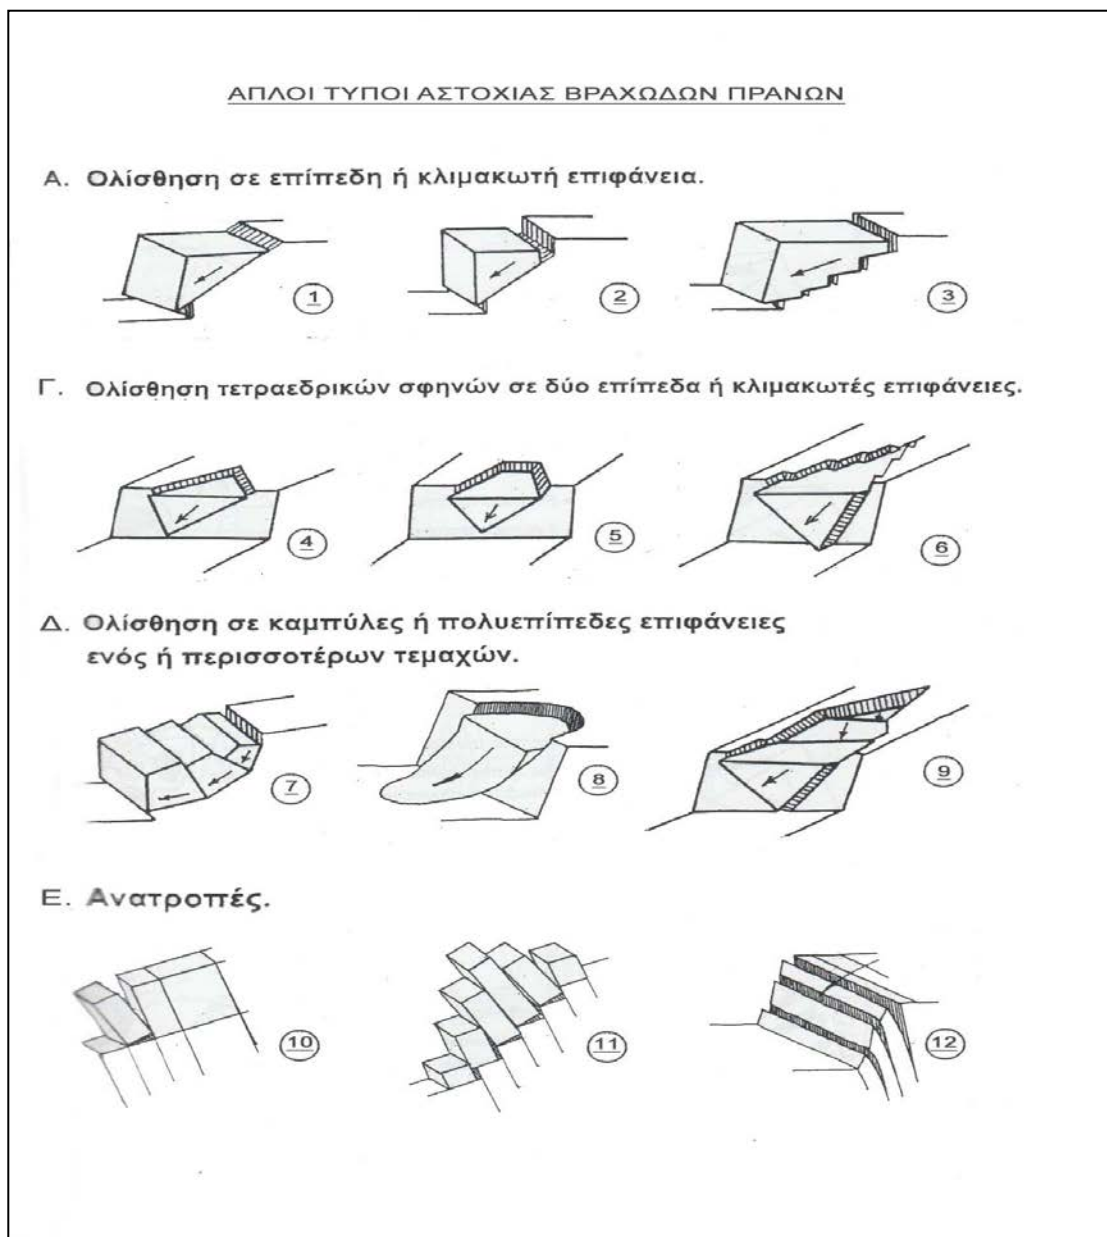 ΑΠΛΟΙ ΤΥΠΟΙ ΑΣΤΟΧΙΑΣ ΒΡΑΧΩΔΩΝ ΠΡΑΝΩΝ
Α. Ολίσθηση σε επίπεδη ή κλιμακωτή επιφάνεια.
1 2 3
Γ. Ολίσθηση τετραεδρικών σφηνών σε δύο επίπεδα ή κλιμακωτές επιφάνειες.
4 5 6
Δ. Ολίσθηση σε καμπύλες ή πολυεπίπεδες επιφάνειες
ενός ή περισσοτέρων τεμαχών.
7 8 9
Ε. Ανατροπές.
10 11 12